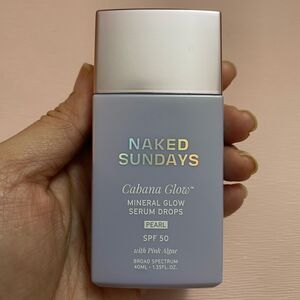 NAKED
SUNDAYS
Cabana Glow™
MINERAL GLOW
SERUM DROPS
PEARL
SPF 50
with Pink Algae
BROAD SPECTRUM
40ML - 1.35FL. OZ.